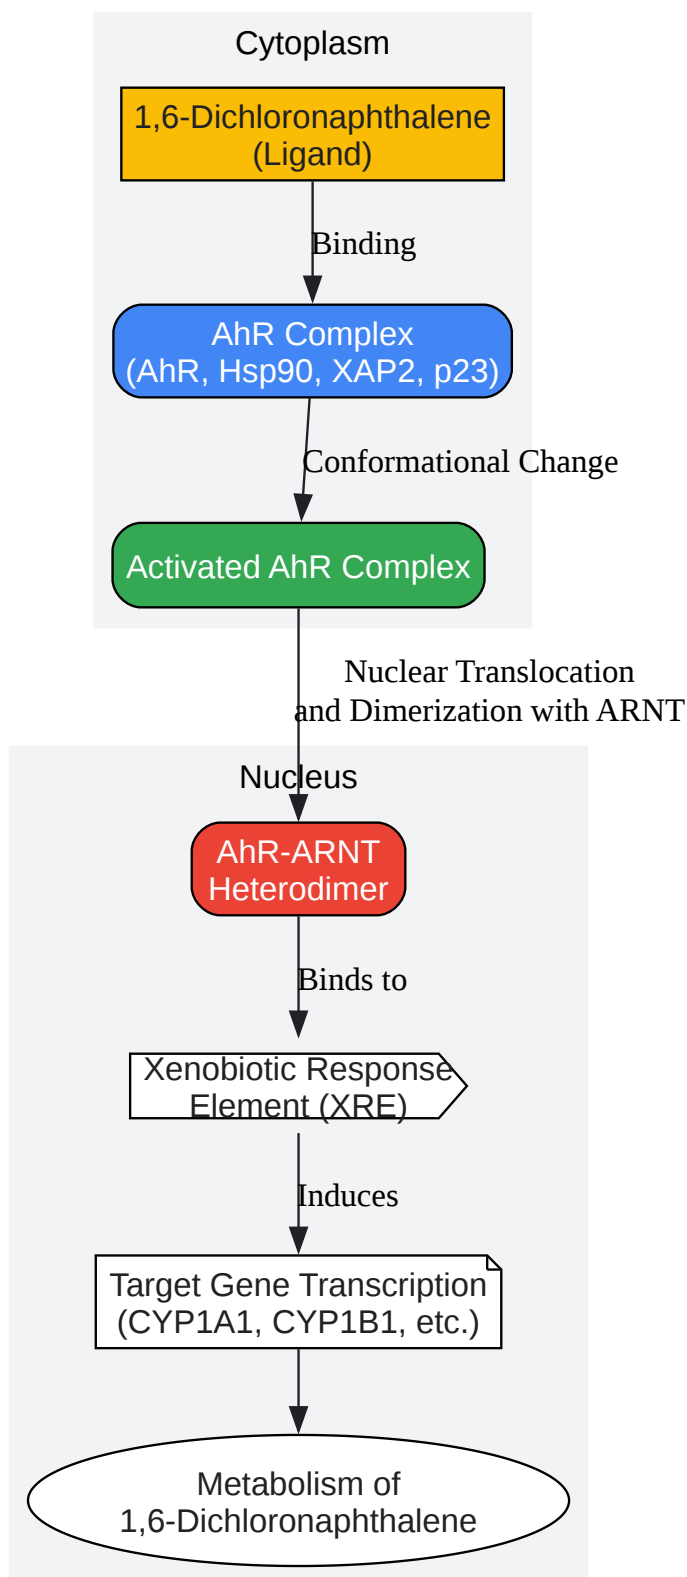 Cytoplasm
1,6-Dichloronaphthalene
(Ligand)
Binding
AhR Complex
(AhR, Hsp90, XAP2, p23)
Conformational Change
Activated AhR Complex
Nuclear Translocation
and Dimerization with ARNT
Nucleus
AhR-ARNT
Heterodimer
Binds to
Xenobiotic Response
Element (XRE)
Induces
Target Gene Transcription
(CYP1A1, CYP1B1, etc.)
Metabolism of
1,6-Dichloronaphthalene